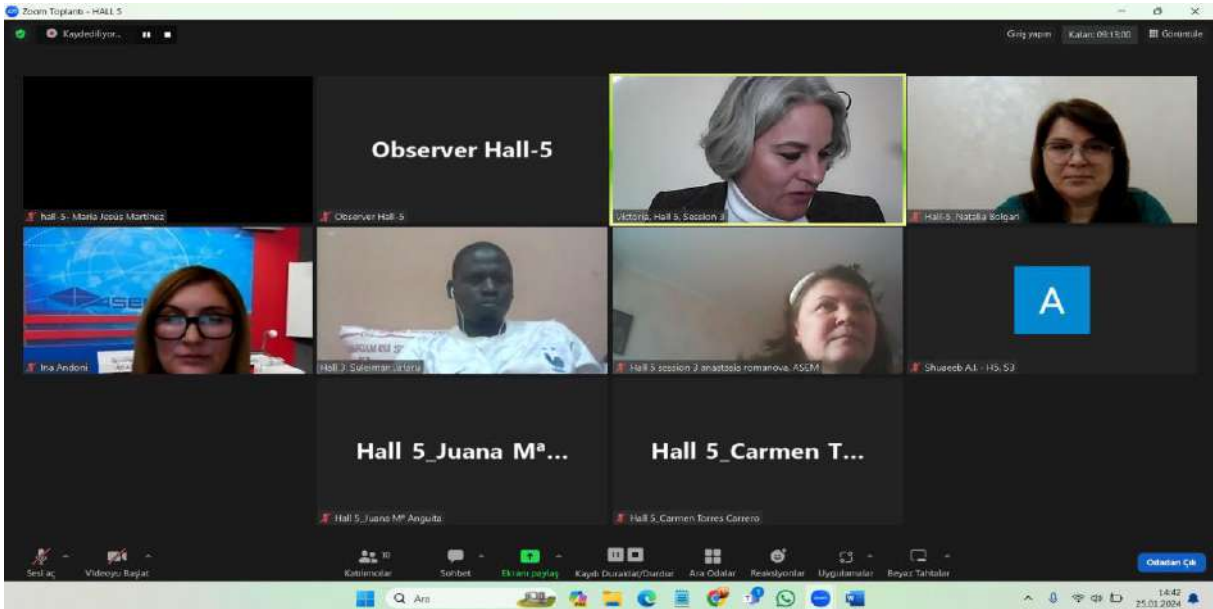 Zoom Toplantı - HALL 5
Kaydediliyor...
Giriş yapın
Kalan: 09:13:00
Görüntüle
Observer Hall-5
hall-5- Maria Jesús Martínez
Observer Hall-5
Victoria, Hall 5, Session 3
Hall-5, Natalia Bolgari
ASEM
A
Ina Andoni
Hall 3, Suleiman
Hall 5 session 3 anastasia romanova, ASEM
Shuaeeb A.I. - H5, S3
Hall 5_Juana Mª...
Hall 5_Carmen T...
Hall 5_Juana Mª Anguita
Hall 5_Carmen Torres Carrero
Sesi aç
Videoyu Başlat
Katılımcılar
10
Sohbet
Ekranı paylaş
Kaydı Duraklat/Durdur
Ara Odalar
Reaksiyonlar
Uygulamalar
Beyaz Tahtalar
Odadan Çık
Ara
14:42
25.01.2024